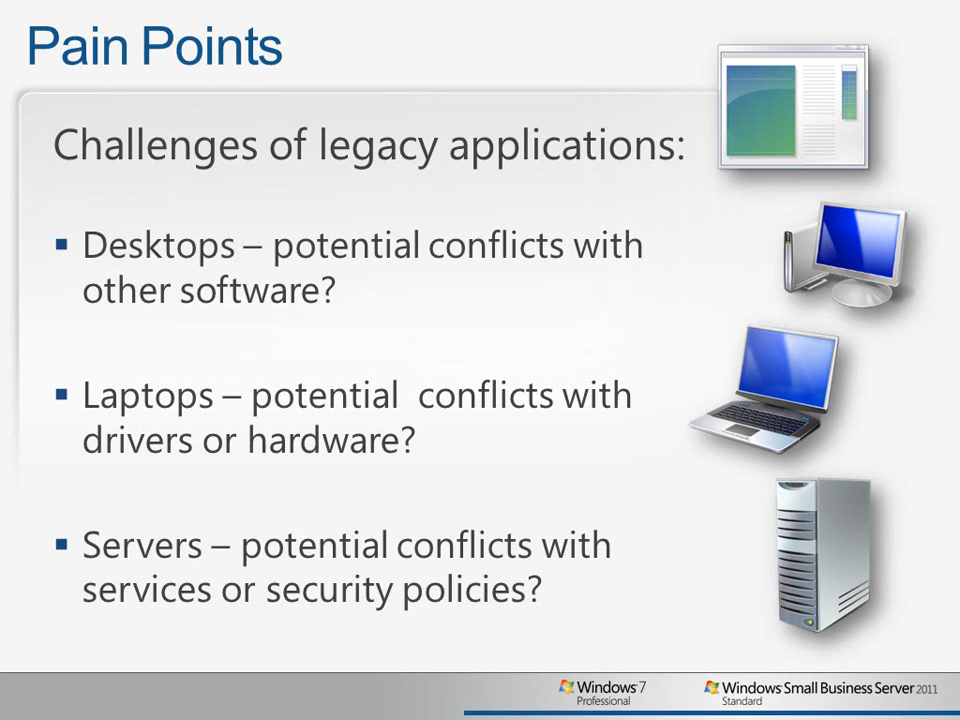 Pain Points
Challenges of legacy applications:
▪ Desktops – potential conflicts with
other software?
▪ Laptops – potential  conflicts with
drivers or hardware?
▪ Servers – potential conflicts with
services or security policies?
Windows 7
Professional
Windows Small Business Server 2011
Standard